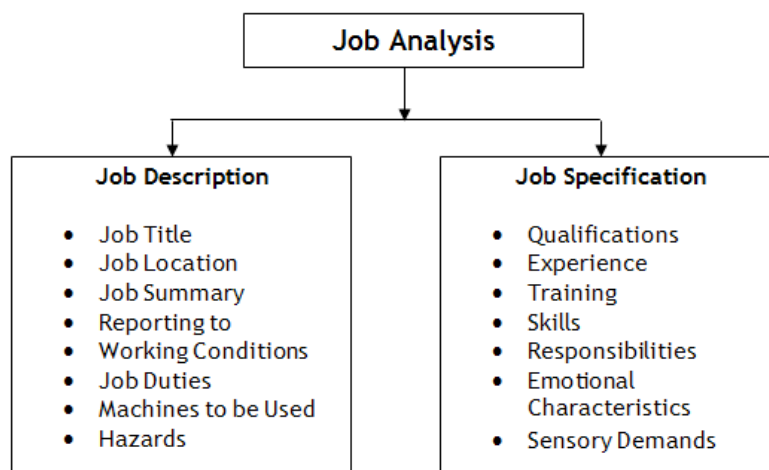 Job Analysis
Job Description
• Job Title
• Job Location
• Job Summary
• Reporting to
• Working Conditions
• Job Duties
• Machines to be Used
• Hazards
Job Specification
• Qualifications
• Experience
• Training
• Skills
• Responsibilities
• Emotional
Characteristics
• Sensory Demands